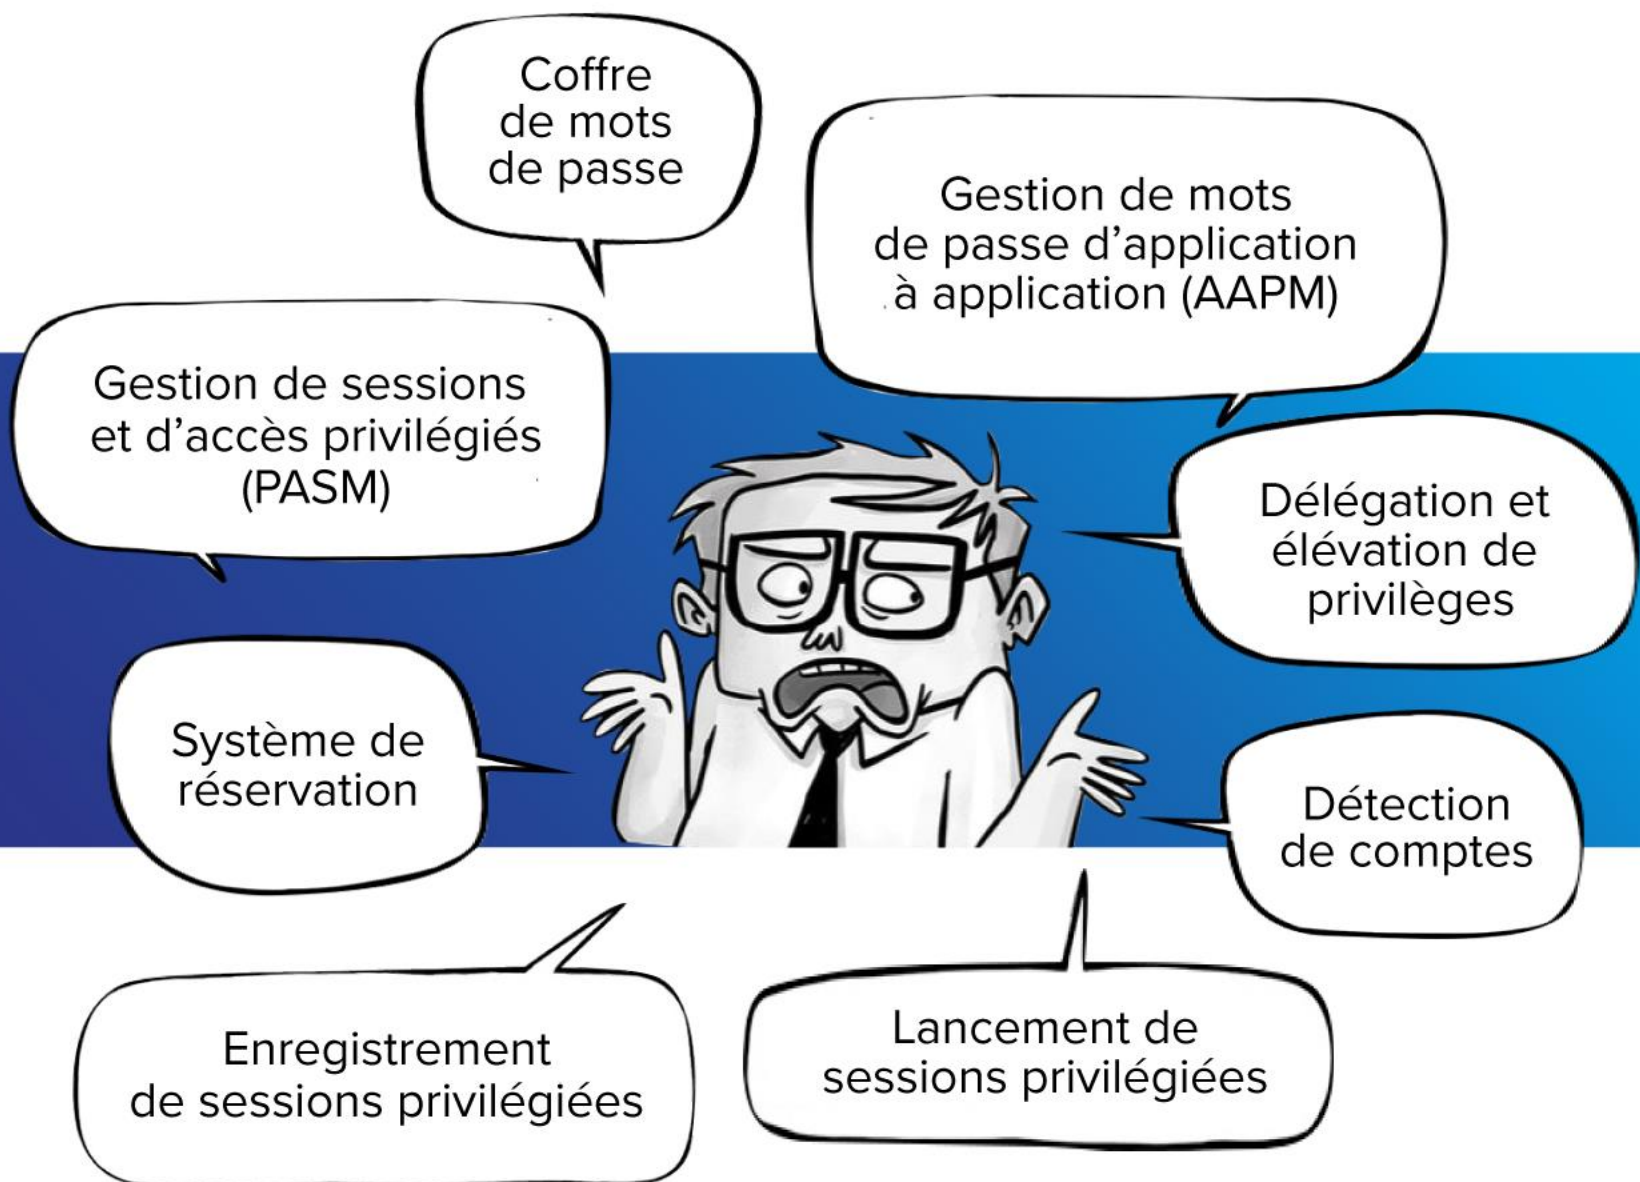 Coffre
de mots
de passe
Gestion de mots
de passe d’application
à application (AAPM)
Gestion de sessions
et d’accès privilégiés
(PASM)
Délégation et
élévation de
privilèges
Système de
réservation
Détection
de comptes
Enregistrement
de sessions privilégiées
Lancement de
sessions privilégiées